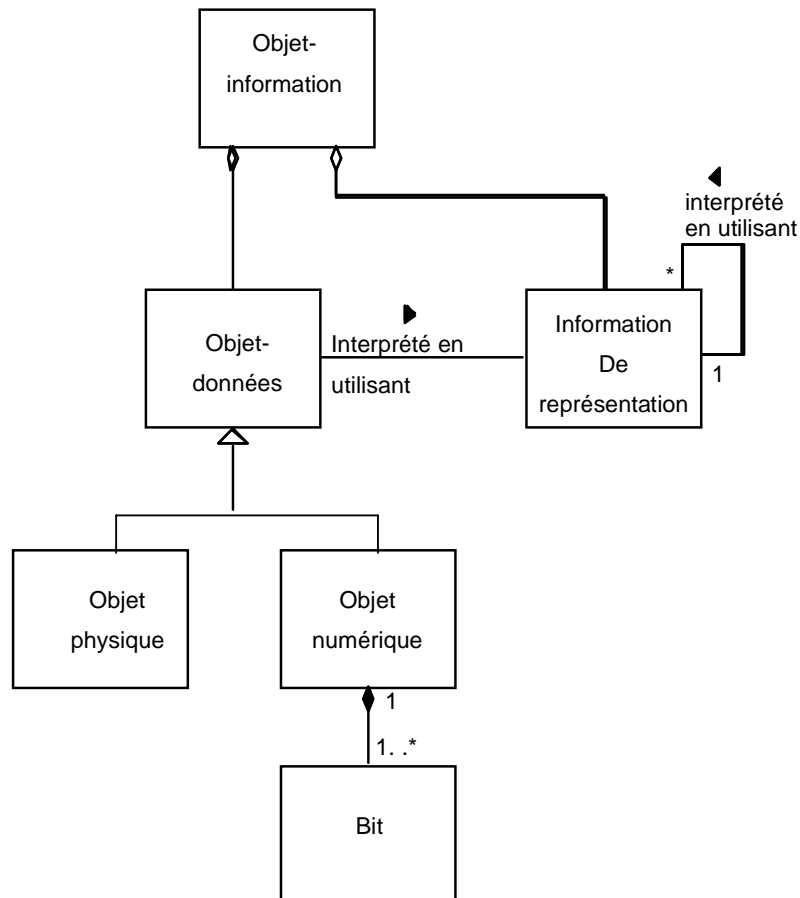 Objet-
information
interprété
en utilisant
*
Objet-
données
Interprété en
utilisant
Information
De
représentation
1
Objet
physique
Objet
numérique
1
1. .*
Bit